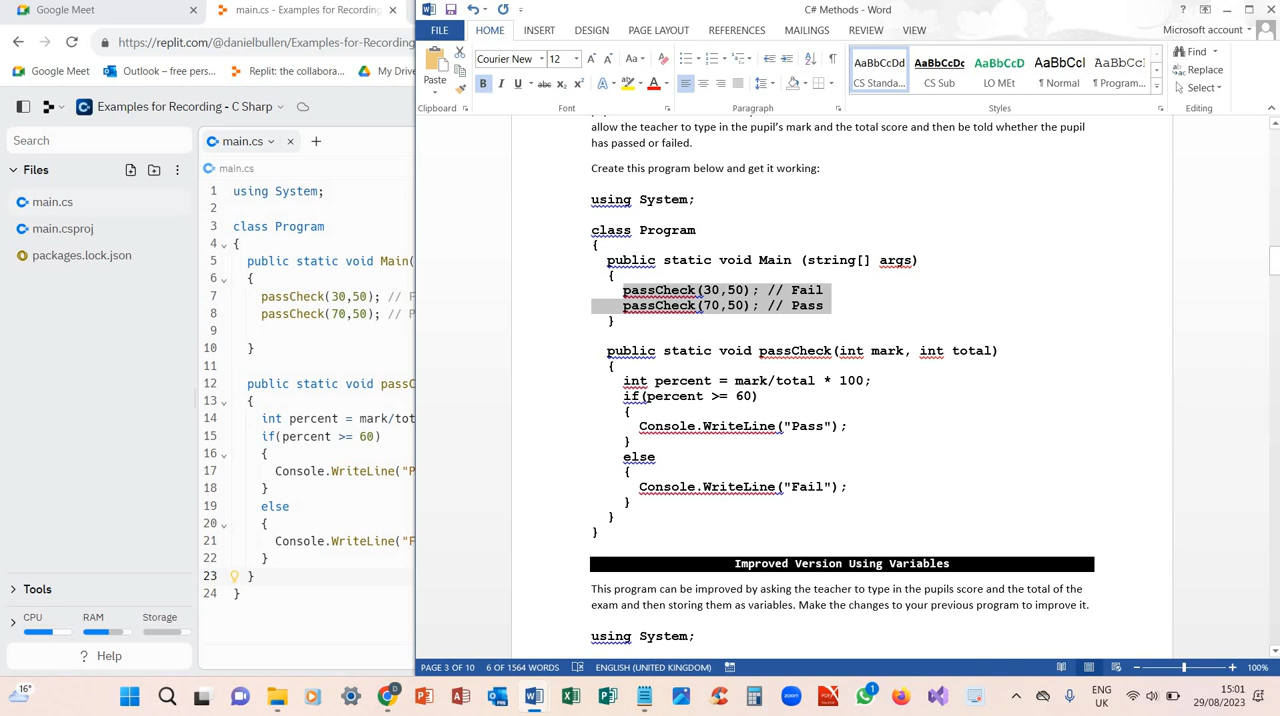 Google Meet
main.cs
Examples for Recording
C# Methods - Word
FILE
HOME
INSERT
DESIGN
PAGE LAYOUT
REFERENCES
MAILINGS
REVIEW
VIEW
Microsoft account
https://replit.com/@danielbullen/Examples-for-Recording
Google Meet
Outlook – free pers...
Replit: the collabora...
My Drive
Examples for Recording - C Sharp
Paste
Courier New
12
AaBbCcDd
CS Standa...
AaBbCc
CS Sub
AaBbCcD
LO MEt
AaBbCcI
¶ Normal
AaBbCcI
¶ Program...
Find
Replace
Select
Clipboard
Font
Paragraph
Styles
Editing
Search
Files
main.cs
main.csproj
packages.lock.json
Tools
CPU
RAM
Storage
Help
main.cs
main.cs
1 using System;
2
3 class Program
4 {
5 public static void Main(
6 {
7 passCheck(30,50); // F
8 passCheck(70,50); // P
9
10 }
11
12 public static void passC
13 {
14 int percent = mark/tot
15 if(percent >= 60)
16 {
17 Console.WriteLine("P
18 }
19 else
20 {
21 Console.WriteLine("F
22 }
23 }
24 }
allow the teacher to type in the pupil's mark and the total score and then be told whether the pupil
has passed or failed.
Create this program below and get it working:
using System;
class Program
{
public static void Main (string[] args)
{
passCheck(30,50); // Fail
passCheck(70,50); // Pass
}
public static void passCheck(int mark, int total)
{
int percent = mark/total * 100;
if(percent >= 60)
{
Console.WriteLine("Pass");
}
else
{
Console.WriteLine("Fail");
}
}
}
Improved Version Using Variables
This program can be improved by asking the teacher to type in the pupils score and the total of the
exam and then storing them as variables. Make the changes to your previous program to improve it.
using System;
PAGE 3 OF 10
6 OF 1564 WORDS
ENGLISH (UNITED KINGDOM)
100%
16°
ENG
UK
15:01
29/08/2023